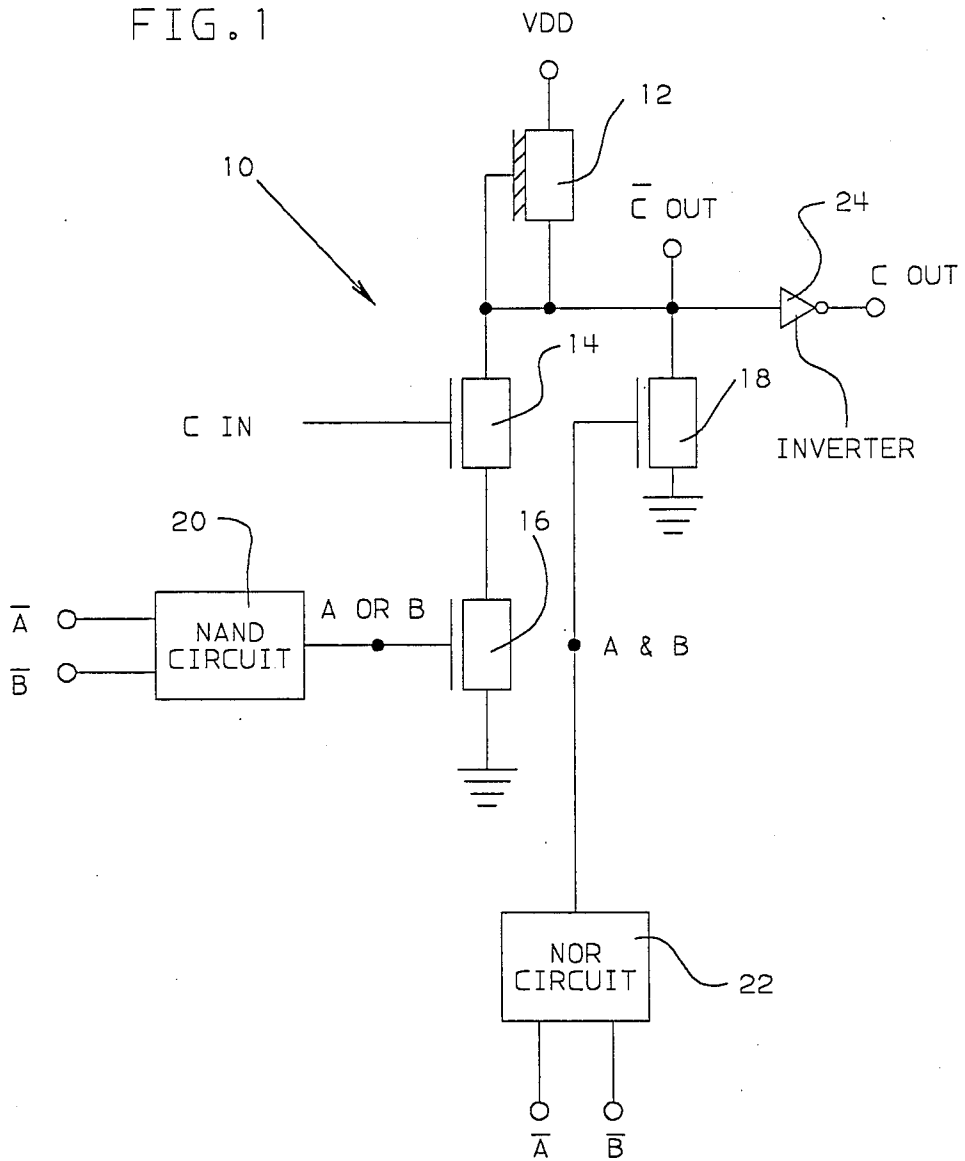 FIG.1
VDD
12
10
C̅ OUT
24
C OUT
14
18
C IN
INVERTER
20
16
A̅
NAND
CIRCUIT
A OR B
B̅
A & B
NOR
CIRCUIT
22
A̅ B̅